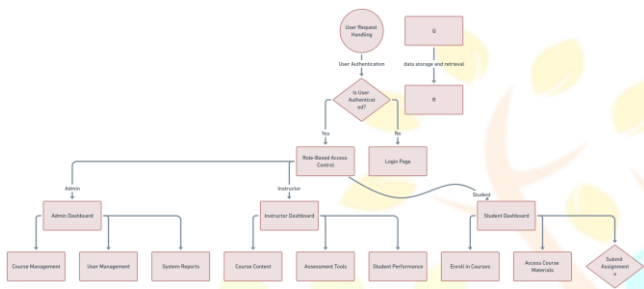 User Request
Handling
G
User Authentication
data storage and retrieval
Is User
Authenticat
ed?
H
Yes
No
Role-Based Access
Control
Login Page
Admin
Instructor
Student
Admin Dashboard
Instructor Dashboard
Student Dashboard
Course Management
User Management
System Reports
Course Content
Assessment Tools
Student Performance
Enroll in Courses
Access Course
Materials
Submit
Assignment
s